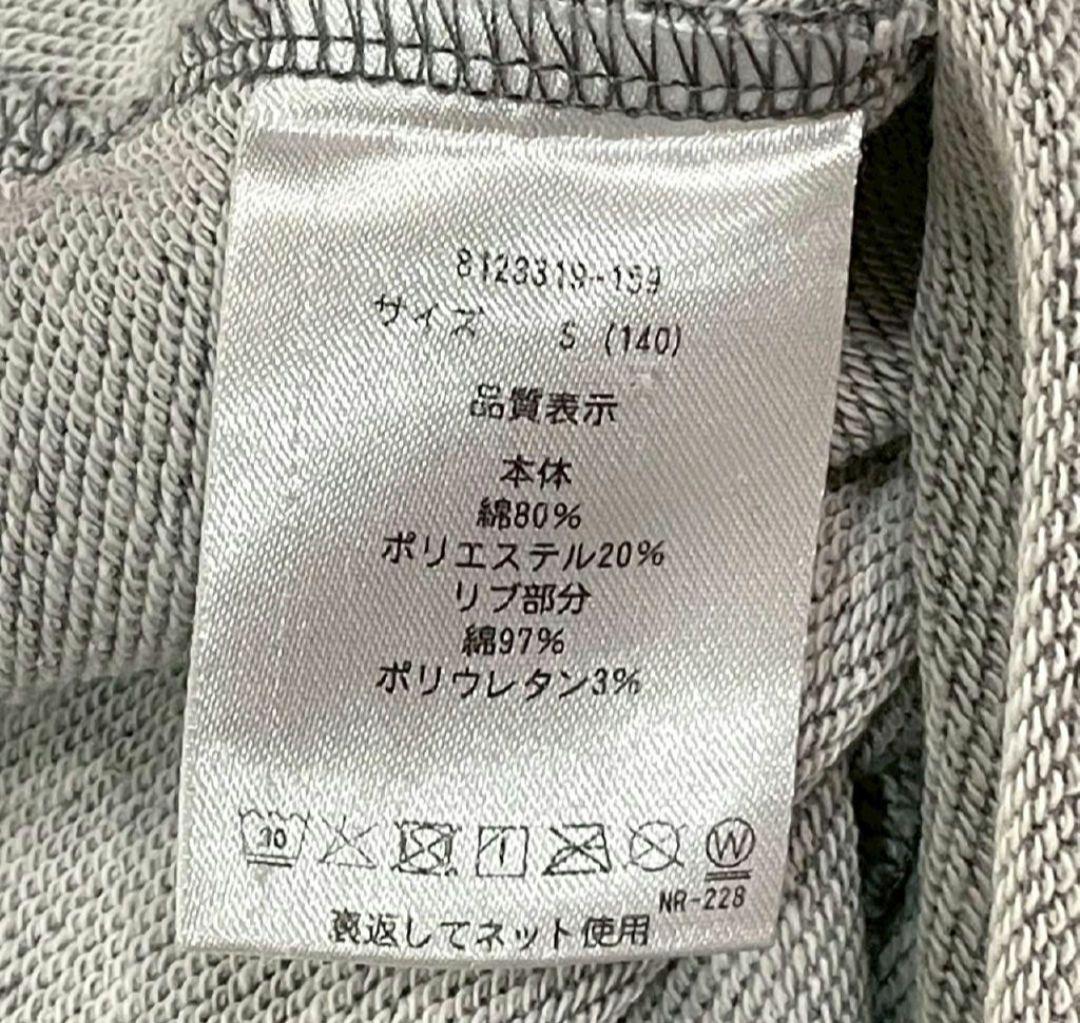 8123319-159
サイズ S (140)
品質表示
本体
綿80%
ポリエステル20%
リブ部分
綿97%
ポリウレタン3%
30
W
NR-228
裏返してネット使用